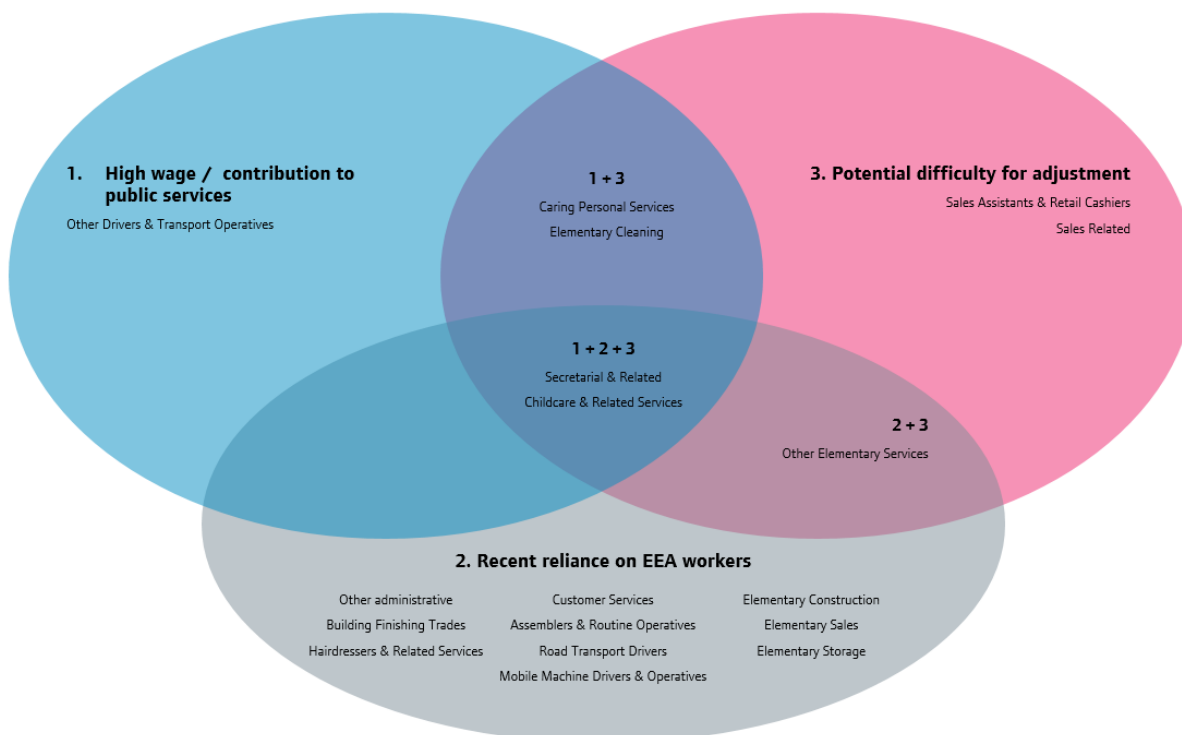 1. High wage / contribution to
public services
Other Drivers & Transport Operatives
1 + 3
Caring Personal Services
Elementary Cleaning
3. Potential difficulty for adjustment
Sales Assistants & Retail Cashiers
Sales Related
1 + 2 + 3
Secretarial & Related
Childcare & Related Services
2 + 3
Other Elementary Services
2. Recent reliance on EEA workers
Other administrative
Building Finishing Trades
Hairdressers & Related Services
Customer Services
Assemblers & Routine Operatives
Road Transport Drivers
Mobile Machine Drivers & Operatives
Elementary Construction
Elementary Sales
Elementary Storage